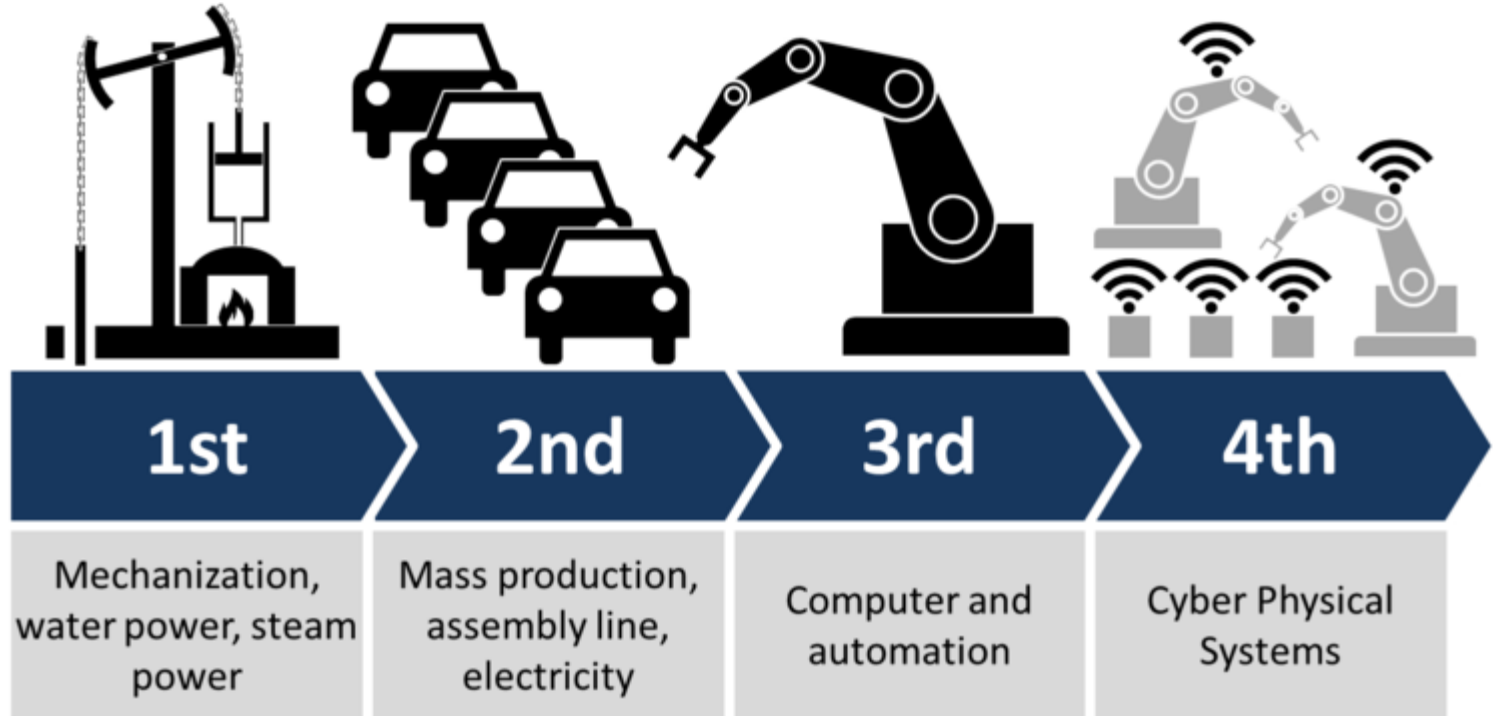 1st
2nd
3rd
4th
Mechanization,
water power, steam
power
Mass production,
assembly line,
electricity
Computer and
automation
Cyber Physical
Systems